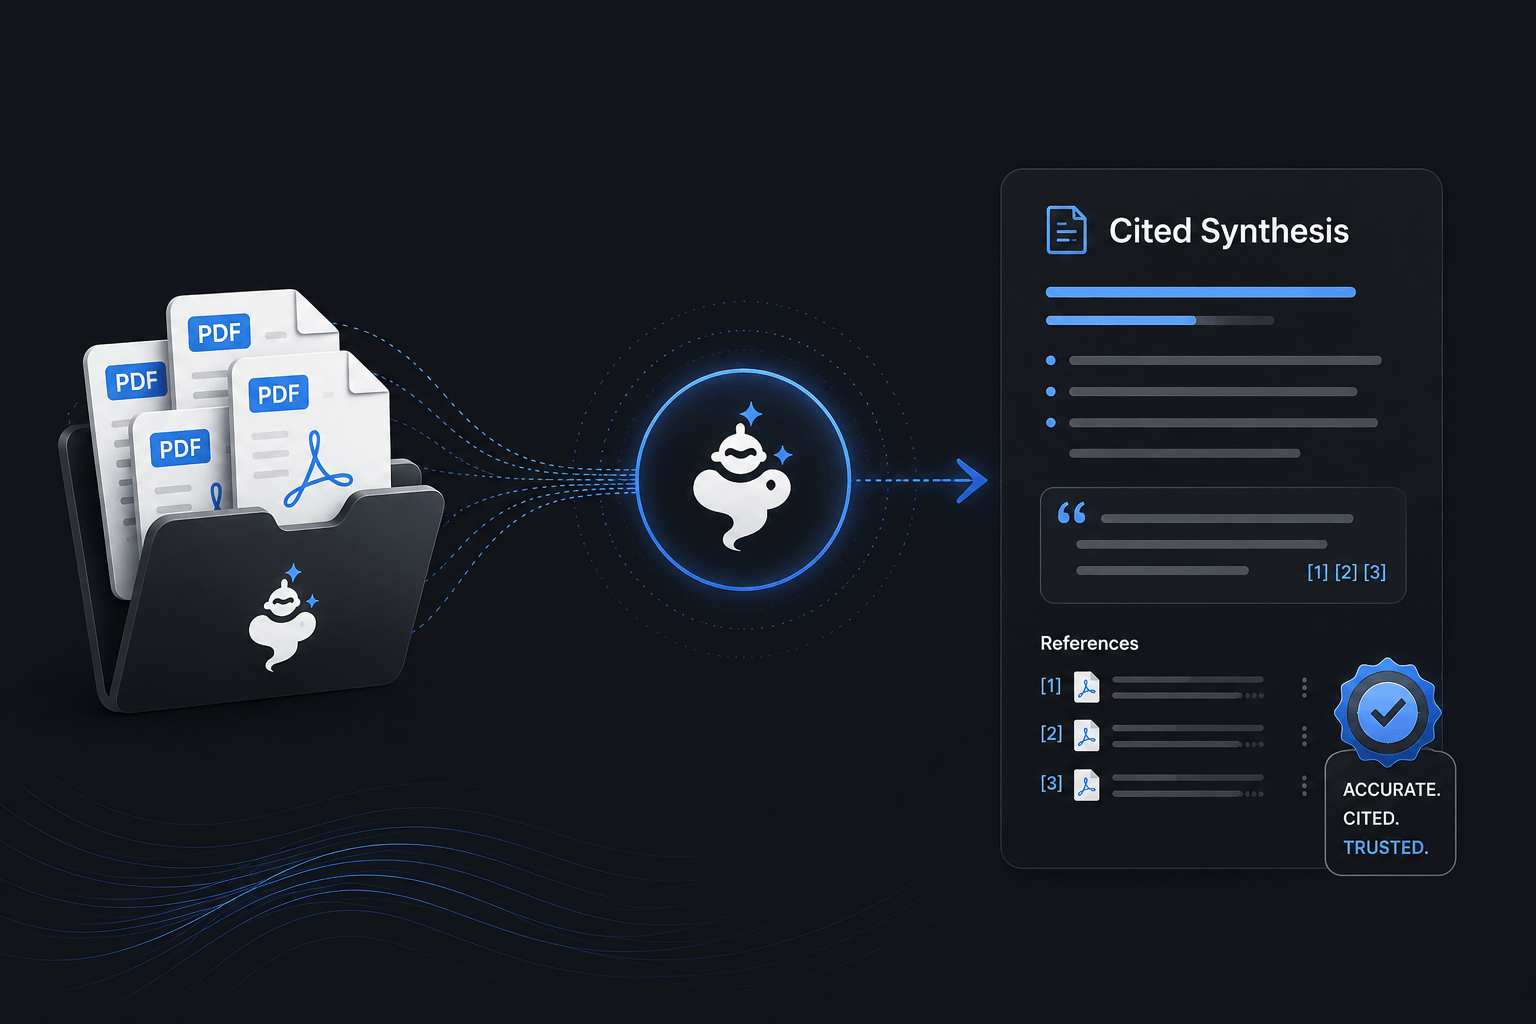 PDF
PDF
PDF
PDF
Cited Synthesis
[1] [2] [3]
References
[1]
[2]
[3]
ACCURATE.
CITED.
TRUSTED.